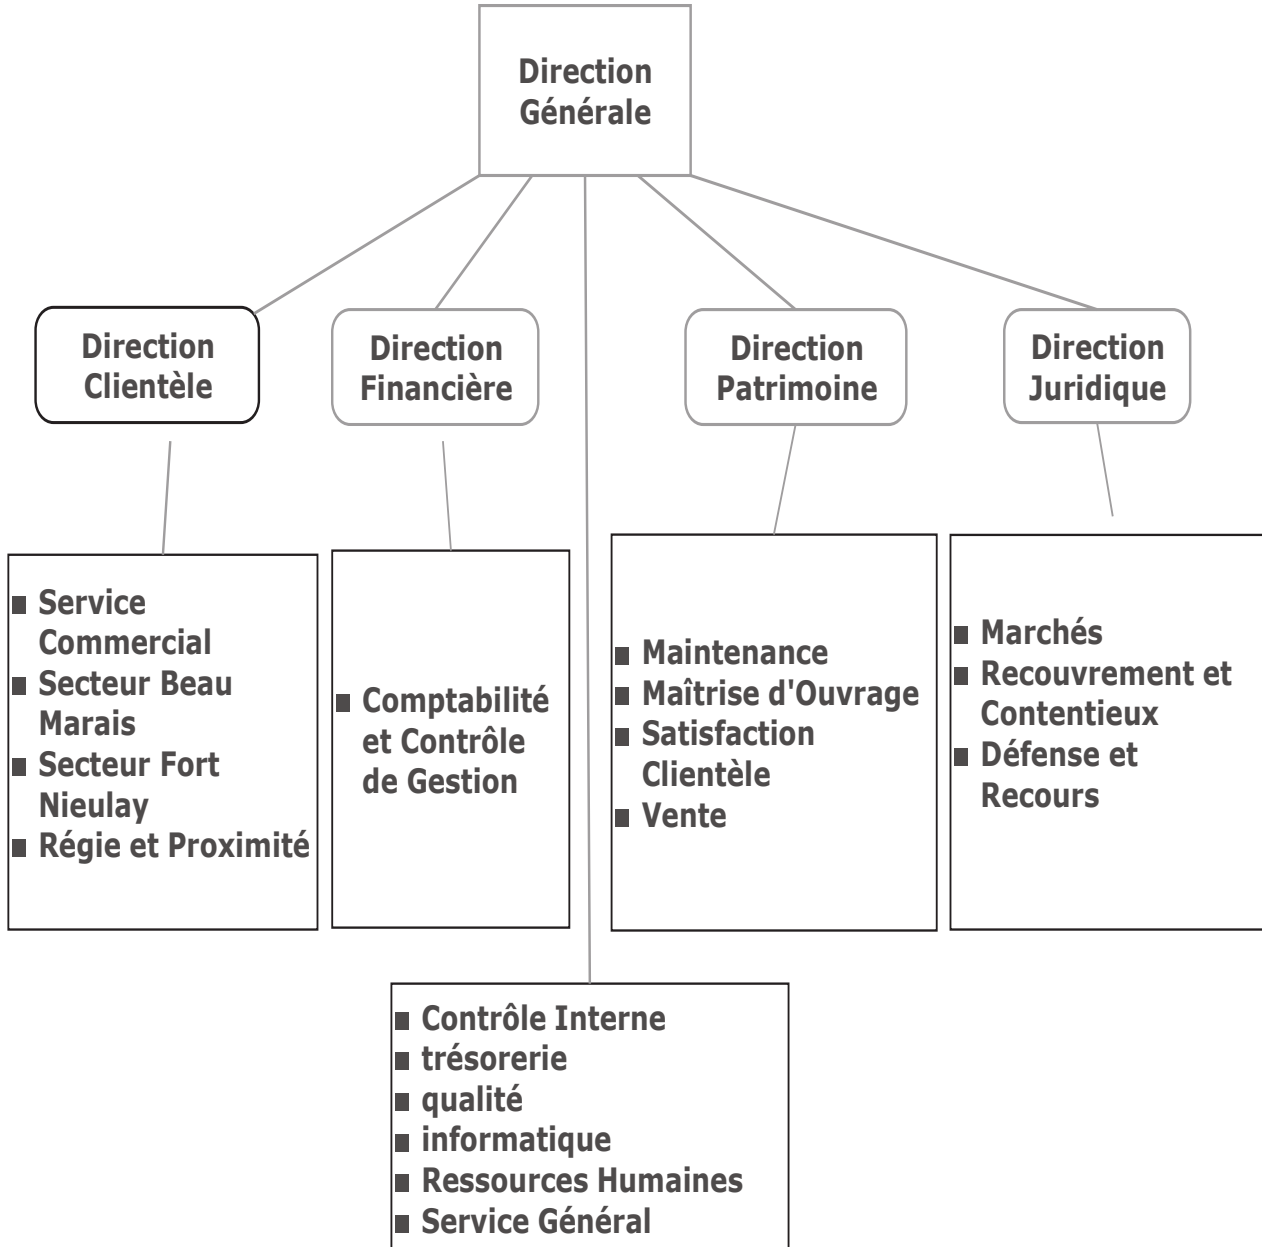 Direction
Générale
Direction
Clientèle
Direction
Financière
Direction
Patrimoine
Direction
Juridique
■ Service
Commercial
■ Secteur Beau
Marais
■ Secteur Fort
Nieulay
■ Régie et Proximité
■ Comptabilité
et Contrôle
de Gestion
■ Maintenance
■ Maîtrise d'Ouvrage
■ Satisfaction
Clientèle
■ Vente
■ Marchés
■ Recouvrement et
Contentieux
■ Défense et
Recours
■ Contrôle Interne
■ trésorerie
■ qualité
■ informatique
■ Ressources Humaines
■ Service Général